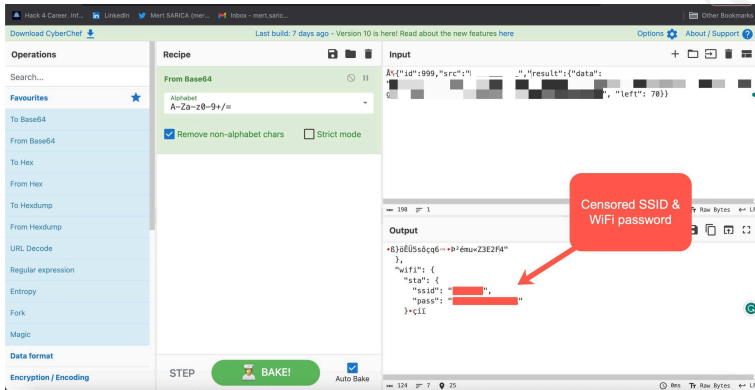 Hack 4 Career, Inf...
LinkedIn
Mert SARICA (mer...
Inbox - mert.saric...
Other Bookmarks
Download CyberChef
Last build: 7 days ago - Version 10 is here! Read about the new features here
Options
About / Support
Operations
Recipe
Input
Search...
From Base64
"id":999,"src":"
","result":{"data":
Favourites
Alphabet
A-Za-z0-9+/=
", "left": 70}}
To Base64
Remove non-alphabet chars
Strict mode
From Base64
To Hex
From Hex
To Hexdump
Censored SSID &
WiFi password
198
1
Raw Bytes
From Hexdump
Output
URL Decode
},
Regular expression
"wifi": {
"sta": {
Entropy
"ssid": "
",
"pass": "
"
Fork
Magic
Data format
STEP
BAKE!
Auto Bake
Encryption / Encoding
124
7
25
0ms
Raw Bytes